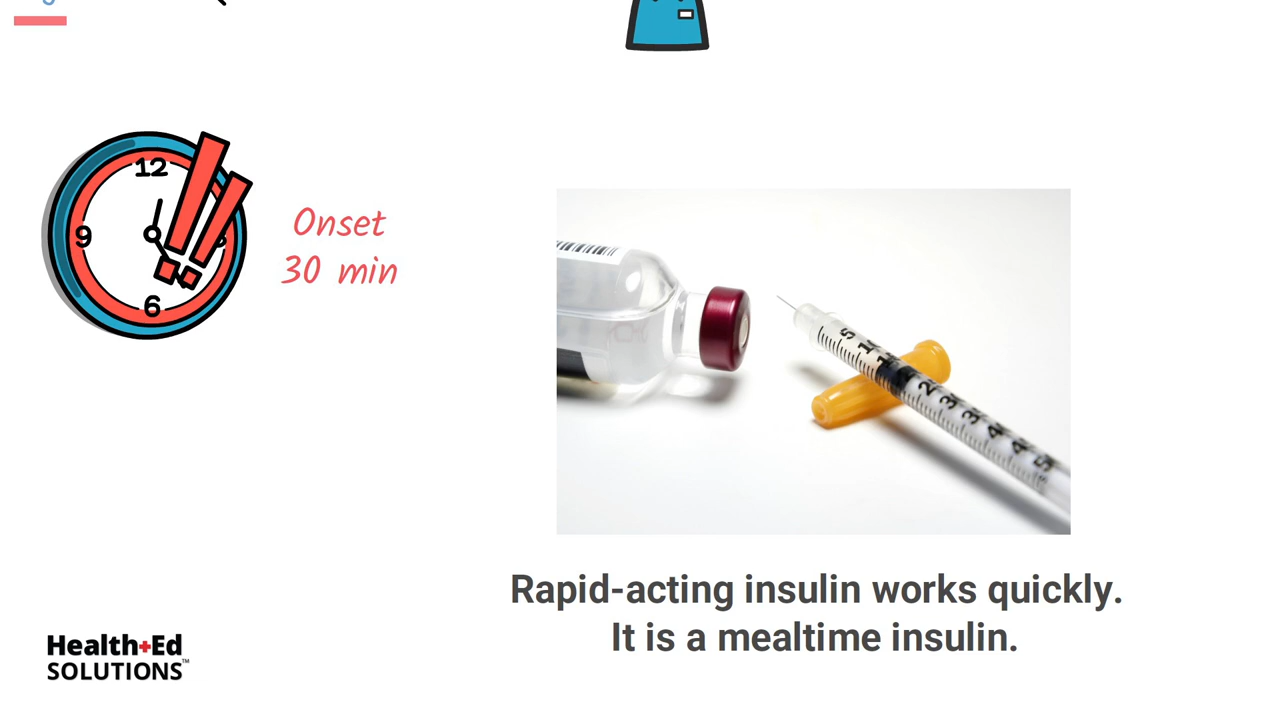 12
9
6
Onset
30 min
Rapid-acting insulin works quickly.
It is a mealtime insulin.
Health+Ed
SOLUTIONS™